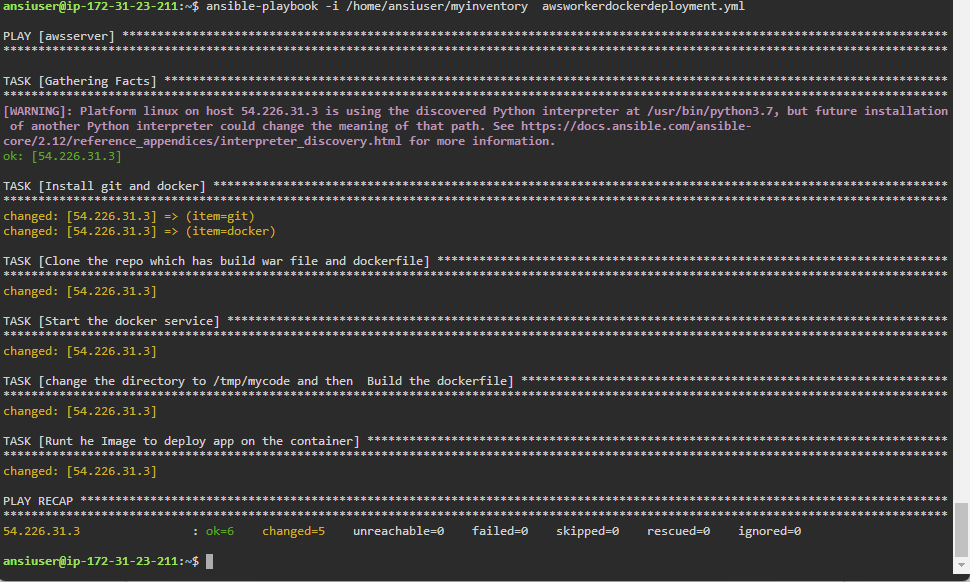 ansiuser@ip-172-31-23-211:~$ ansible-playbook -i /home/ansiuser/myinventory  awsworkerdockerdeployment.yml
PLAY [awsserver] **********************************************************************************************************************
***************************************************************************************************************************************
TASK [Gathering Facts] ****************************************************************************************************************
***************************************************************************************************************************************
[WARNING]: Platform linux on host 54.226.31.3 is using the discovered Python interpreter at /usr/bin/python3.7, but future installation
 of another Python interpreter could change the meaning of that path. See https://docs.ansible.com/ansible-
core/2.12/reference_appendices/interpreter_discovery.html for more information.
ok: [54.226.31.3]
TASK [Install git and docker] *********************************************************************************************************
***************************************************************************************************************************************
changed: [54.226.31.3] => (item=git)
changed: [54.226.31.3] => (item=docker)
TASK [Clone the repo which has build war file and dockerfile] *************************************************************************
***************************************************************************************************************************************
changed: [54.226.31.3]
TASK [Start the docker service] *******************************************************************************************************
***************************************************************************************************************************************
changed: [54.226.31.3]
TASK [change the directory to /tmp/mycode and then  Build the dockerfile] *************************************************************
***************************************************************************************************************************************
changed: [54.226.31.3]
TASK [Runt he Image to deploy app on the container] ***********************************************************************************
***************************************************************************************************************************************
changed: [54.226.31.3]
PLAY RECAP ****************************************************************************************************************************
***************************************************************************************************************************************
54.226.31.3                : ok=6    changed=5    unreachable=0    failed=0    skipped=0    rescued=0    ignored=0
ansiuser@ip-172-31-23-211:~$